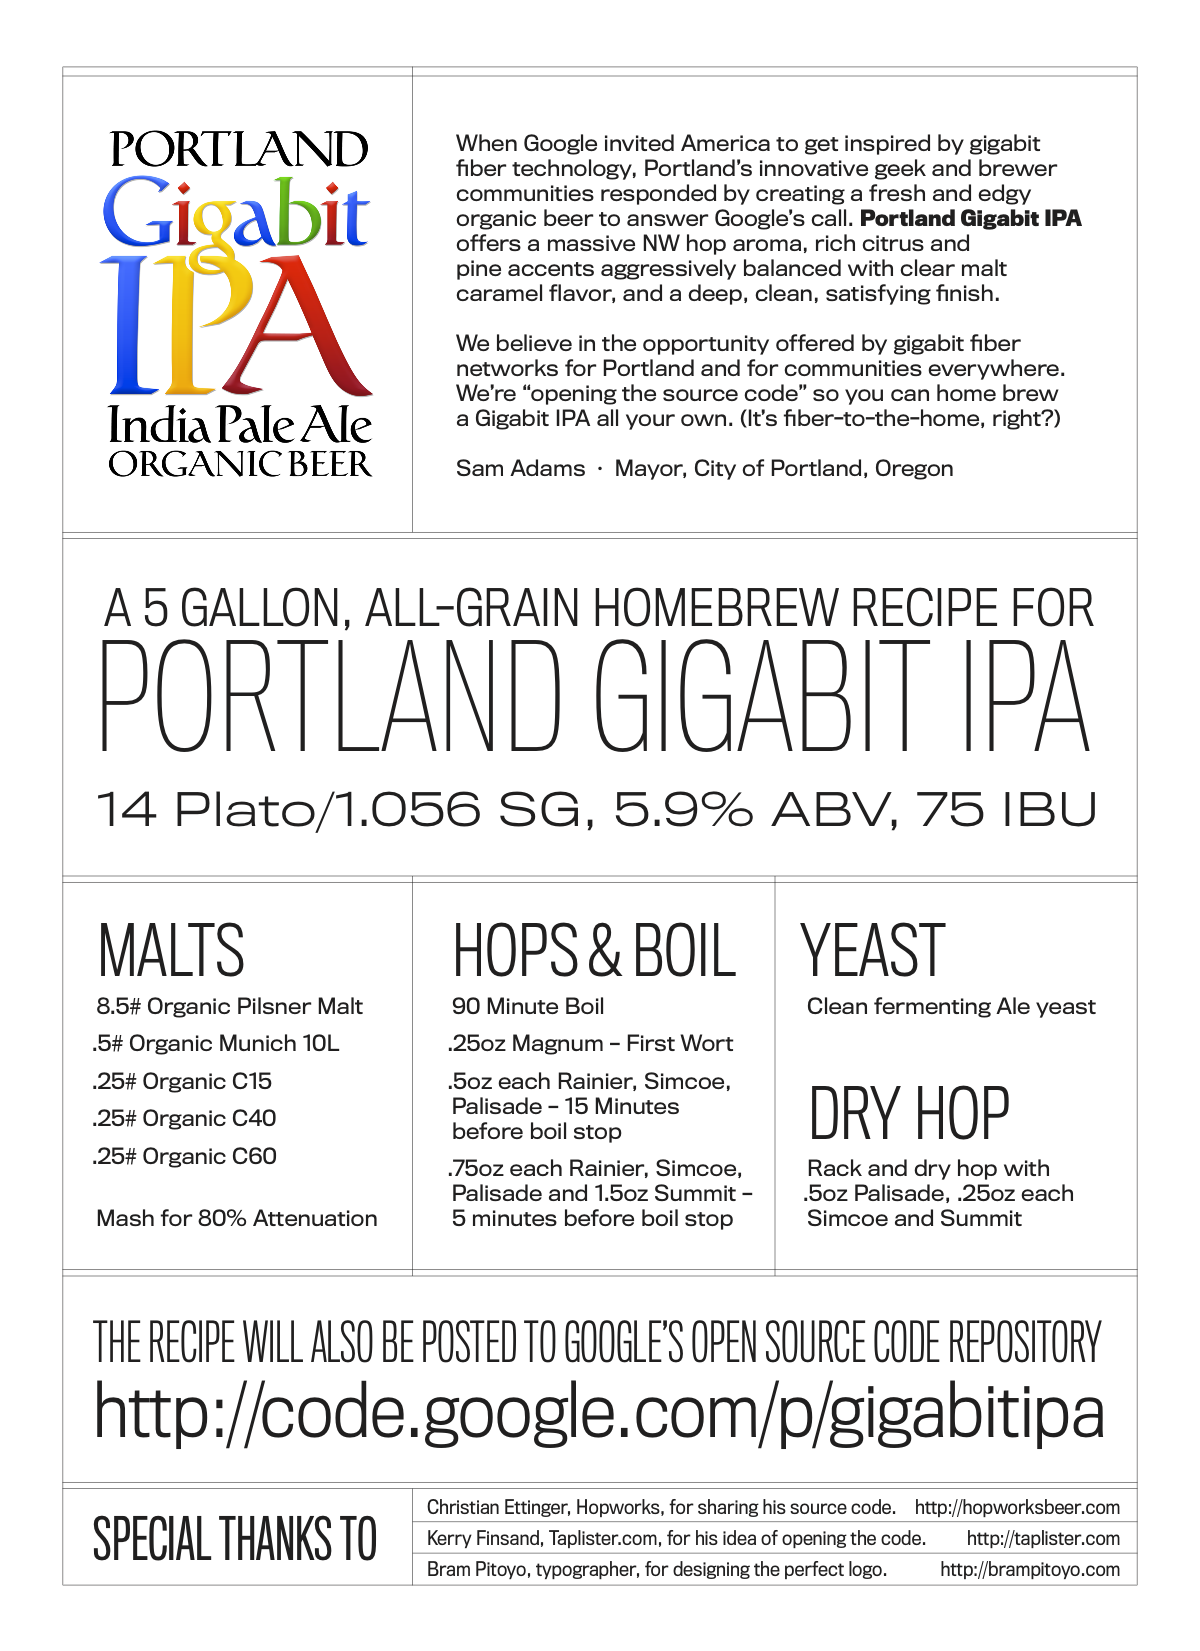 PORTLAND
Gigabit
IPA
India Pale Ale
ORGANIC BEER
When Google invited America to get inspired by gigabit
fiber technology, Portland's innovative geek and brewer
communities responded by creating a fresh and edgy
organic beer to answer Google's call. Portland Gigabit IPA
offers a massive NW hop aroma, rich citrus and
pine accents aggressively balanced with clear malt
caramel flavor, and a deep, clean, satisfying finish.
We believe in the opportunity offered by gigabit fiber
networks for Portland and for communities everywhere.
We're “opening the source code” so you can home brew
a Gigabit IPA all your own. (It's fiber-to-the-home, right?)
Sam Adams · Mayor, City of Portland, Oregon
A 5 GALLON, ALL-GRAIN HOMEBREW RECIPE FOR
PORTLAND GIGABIT IPA
14 Plato/1.056 SG, 5.9% ABV, 75 IBU
MALTS
8.5# Organic Pilsner Malt
.5# Organic Munich 10L
.25# Organic C15
.25# Organic C40
.25# Organic C60
Mash for 80% Attenuation
HOPS & BOIL
90 Minute Boil
.25oz Magnum – First Wort
.5oz each Rainier, Simcoe,
Palisade – 15 Minutes
before boil stop
.75oz each Rainier, Simcoe,
Palisade and 1.5oz Summit –
5 minutes before boil stop
YEAST
Clean fermenting Ale yeast
DRY HOP
Rack and dry hop with
.5oz Palisade, .25oz each
Simcoe and Summit
THE RECIPE WILL ALSO BE POSTED TO GOOGLE'S OPEN SOURCE CODE REPOSITORY
http://code.google.com/p/gigabitipa
SPECIAL THANKS TO
Christian Ettinger, Hopworks, for sharing his source code. http://hopworksbeer.com
Kerry Finsand, Taplister.com, for his idea of opening the code. http://taplister.com
Bram Pitoyo, typographer, for designing the perfect logo. http://brampitoyo.com